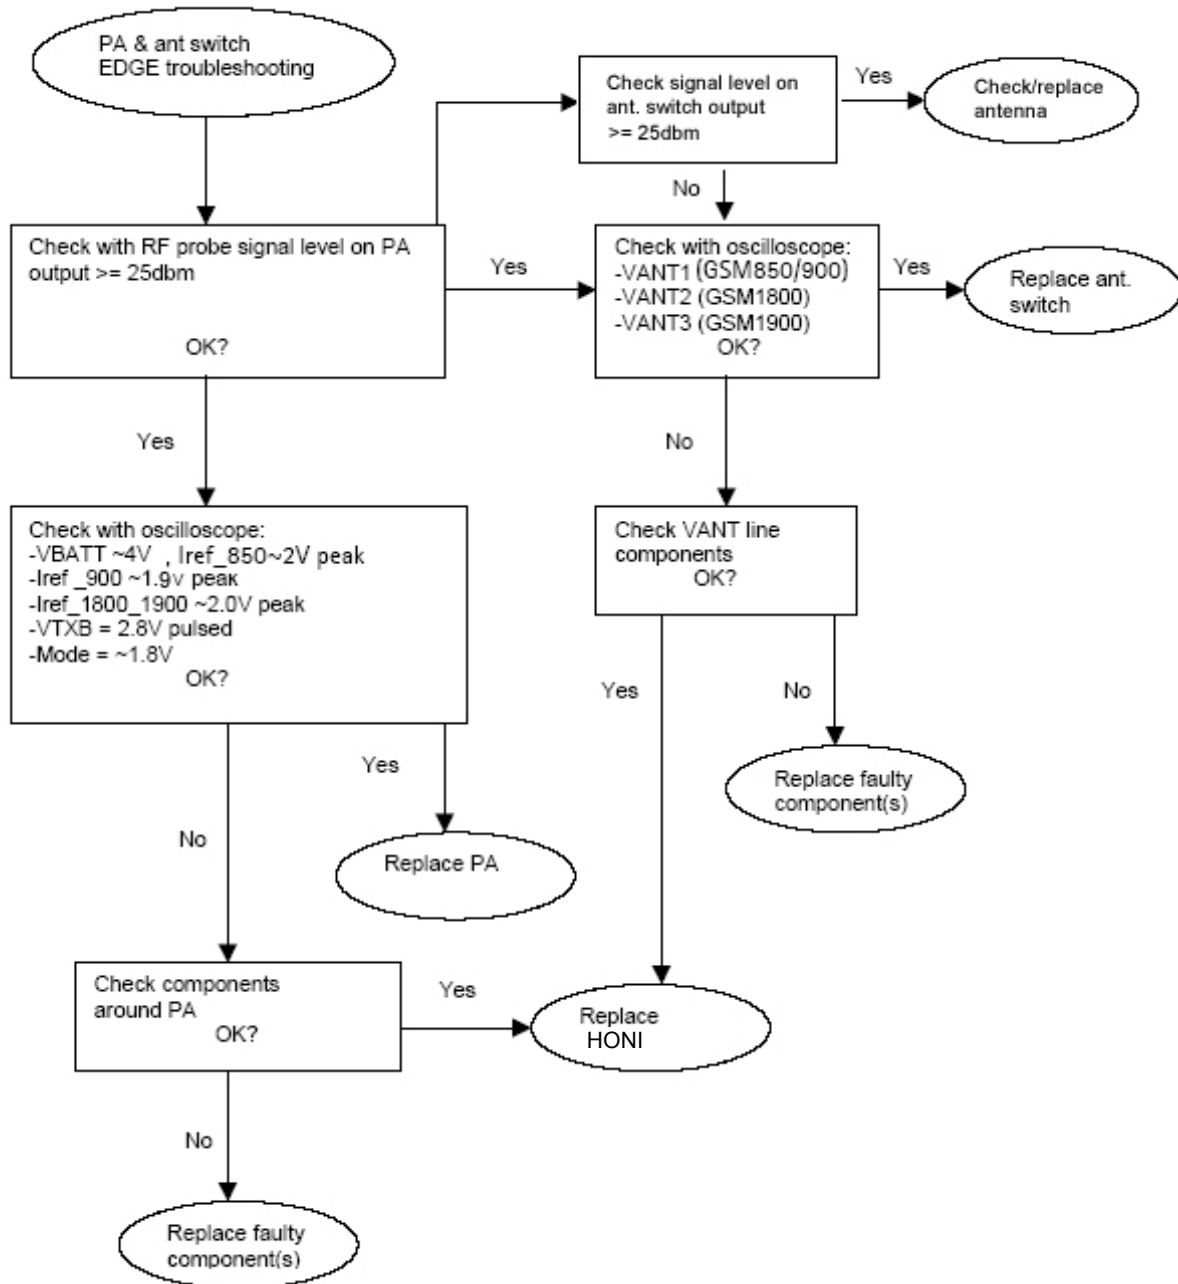 PA & ant switch
EDGE troubleshooting
Check signal level on
ant. switch output
>= 25dbm
Yes
Check/replace
antenna
No
Check with RF probe signal level on PA
output >= 25dbm
OK?
Yes
Check with oscilloscope:
-VANT1 (GSM850/900)
-VANT2 (GSM1800)
-VANT3 (GSM1900)
OK?
Yes
Replace ant.
switch
Yes
No
Check with oscilloscope:
-VBATT ~4V , Iref_850~2V peak
-Iref _900 ~1.9v peak
-Iref_1800_1900 ~2.0V peak
-VTXB = 2.8V pulsed
-Mode = ~1.8V
OK?
Check VANT line
components
OK?
Yes
No
Yes
Replace faulty
component(s)
No
Replace PA
Check components
around PA
OK?
Yes
Replace
HONI
No
Replace faulty
component(s)